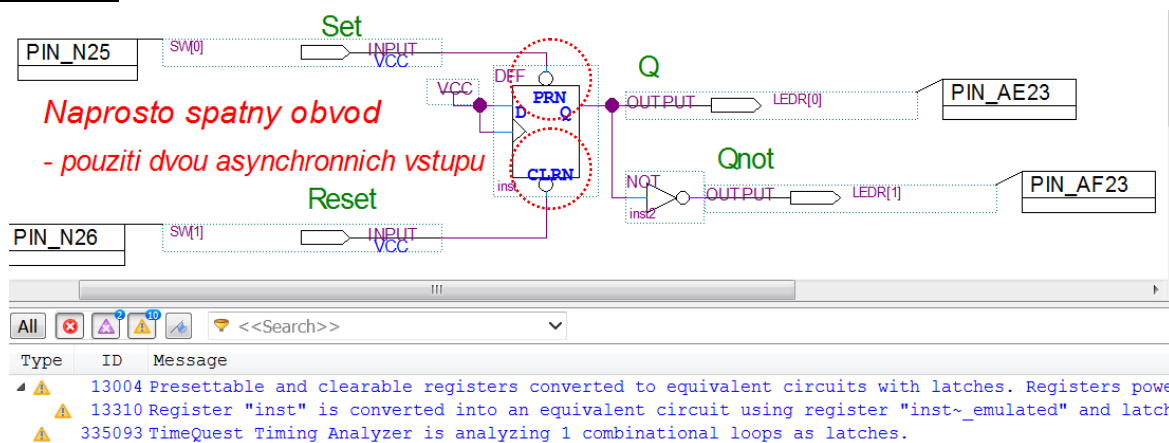 Set
PIN_N25
SW[0]
INPUT
VCC
DFF
Q
VCC
PRN
D
Q
OUTPUT
LEDR[0]
PIN_AE23
Naprosto spatny obvod
- pouziti dvou asynchronnich vstupu
CLRN
inst
Qnot
NOT
OUTPUT
LEDR[1]
PIN_AF23
inst2
Reset
PIN_N26
SW[1]
INPUT
VCC
All
2
10
<<Search>>
Type ID Message
13004 Presettable and clearable registers converted to equivalent circuits with latches. Registers powe
13310 Register "inst" is converted into an equivalent circuit using register "inst~_emulated" and latch
335093 TimeQuest Timing Analyzer is analyzing 1 combinational loops as latches.